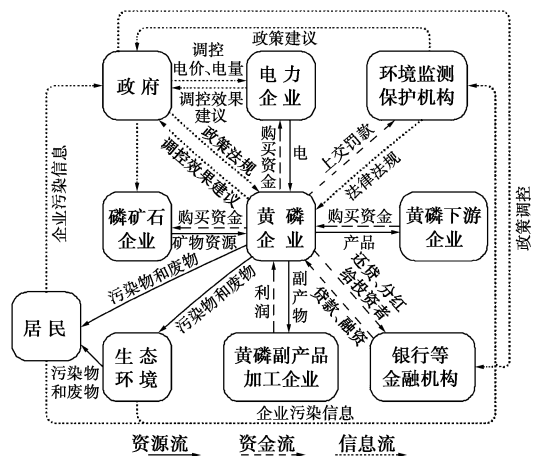 政策建议
调控
电价、电量
调控效果
建议
政府
电力
企业
环境监测
保护机构
政策法规
调控效果建议
购买资金
电
上交罚款
法律法规
企业污染信息
政策调控
磷矿石
企业
购买资金
矿物资源
黄磷
企业
购买资金
产品
黄磷下游
企业
污染物和废物
污染物和废物
利润
副产物
还贷、分红
给投资者
贷款、融资
居民
污染物
和废物
生态
环境
黄磷副产品
加工企业
银行等
金融机构
企业污染信息
资源流
资金流
信息流